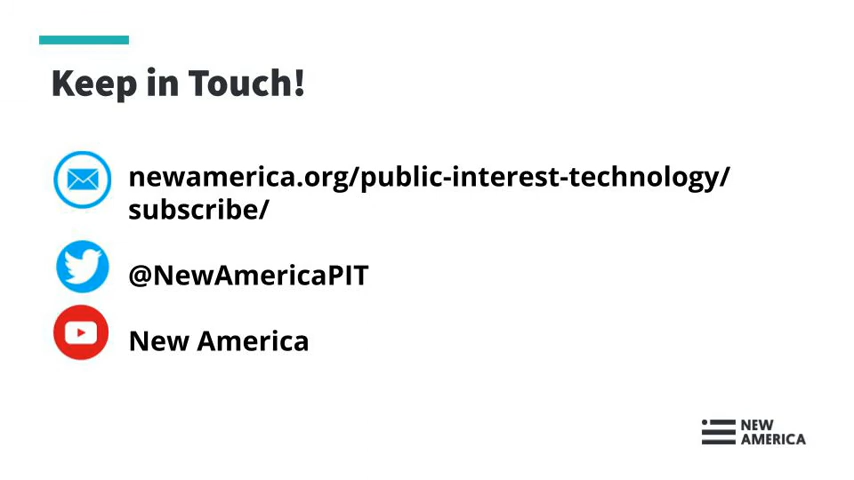 Keep in Touch!
newamerica.org/public-interest-technology/
subscribe/
@NewAmericaPIT
New America
NEW
AMERICA